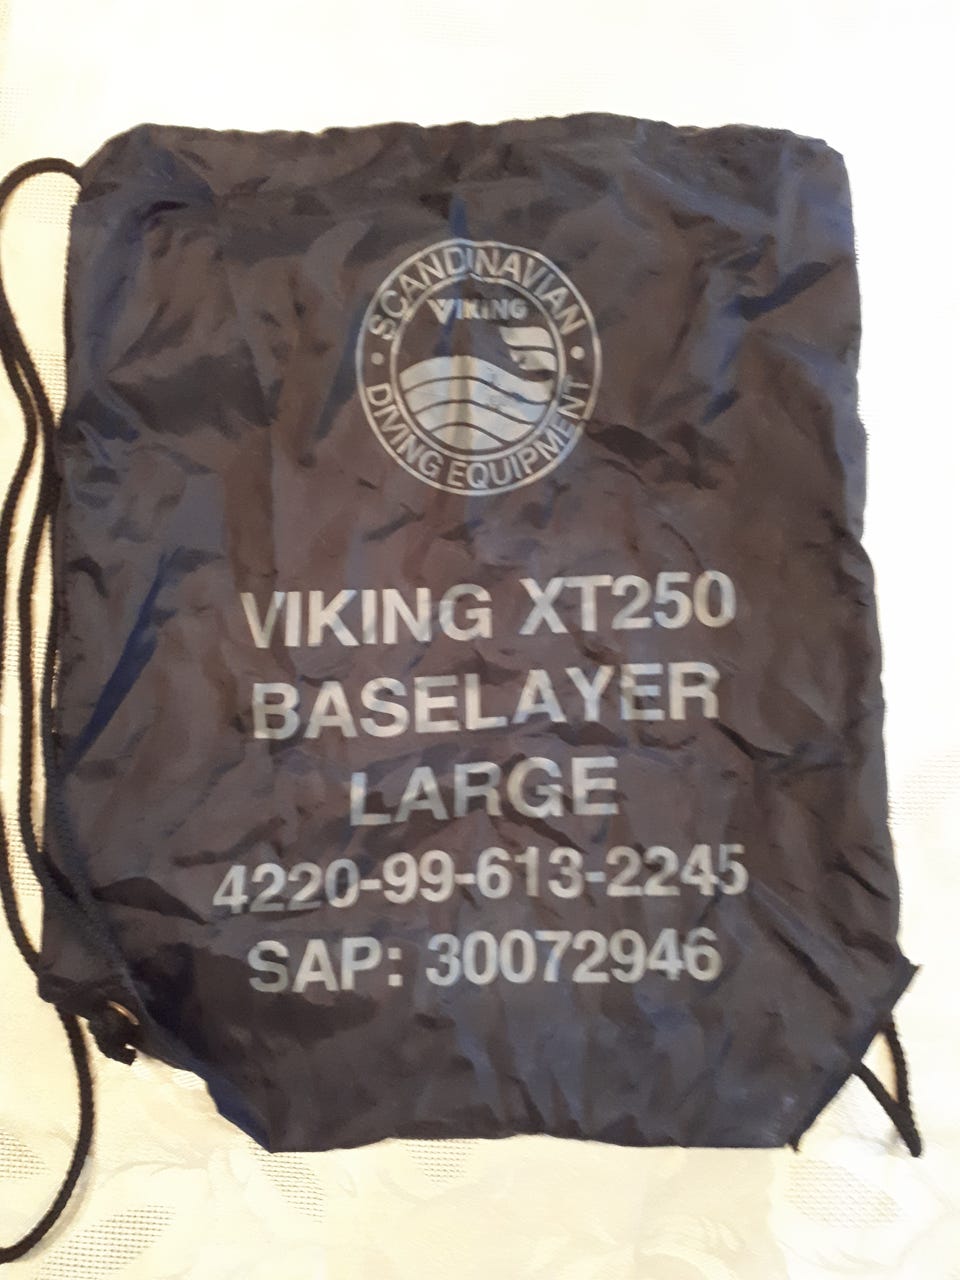 SCANDINAVIAN
VIKING
• DIVING EQUIPMENT •
VIKING XT250
BASELAYER
LARGE
4220-99-613-2245
SAP: 30072946